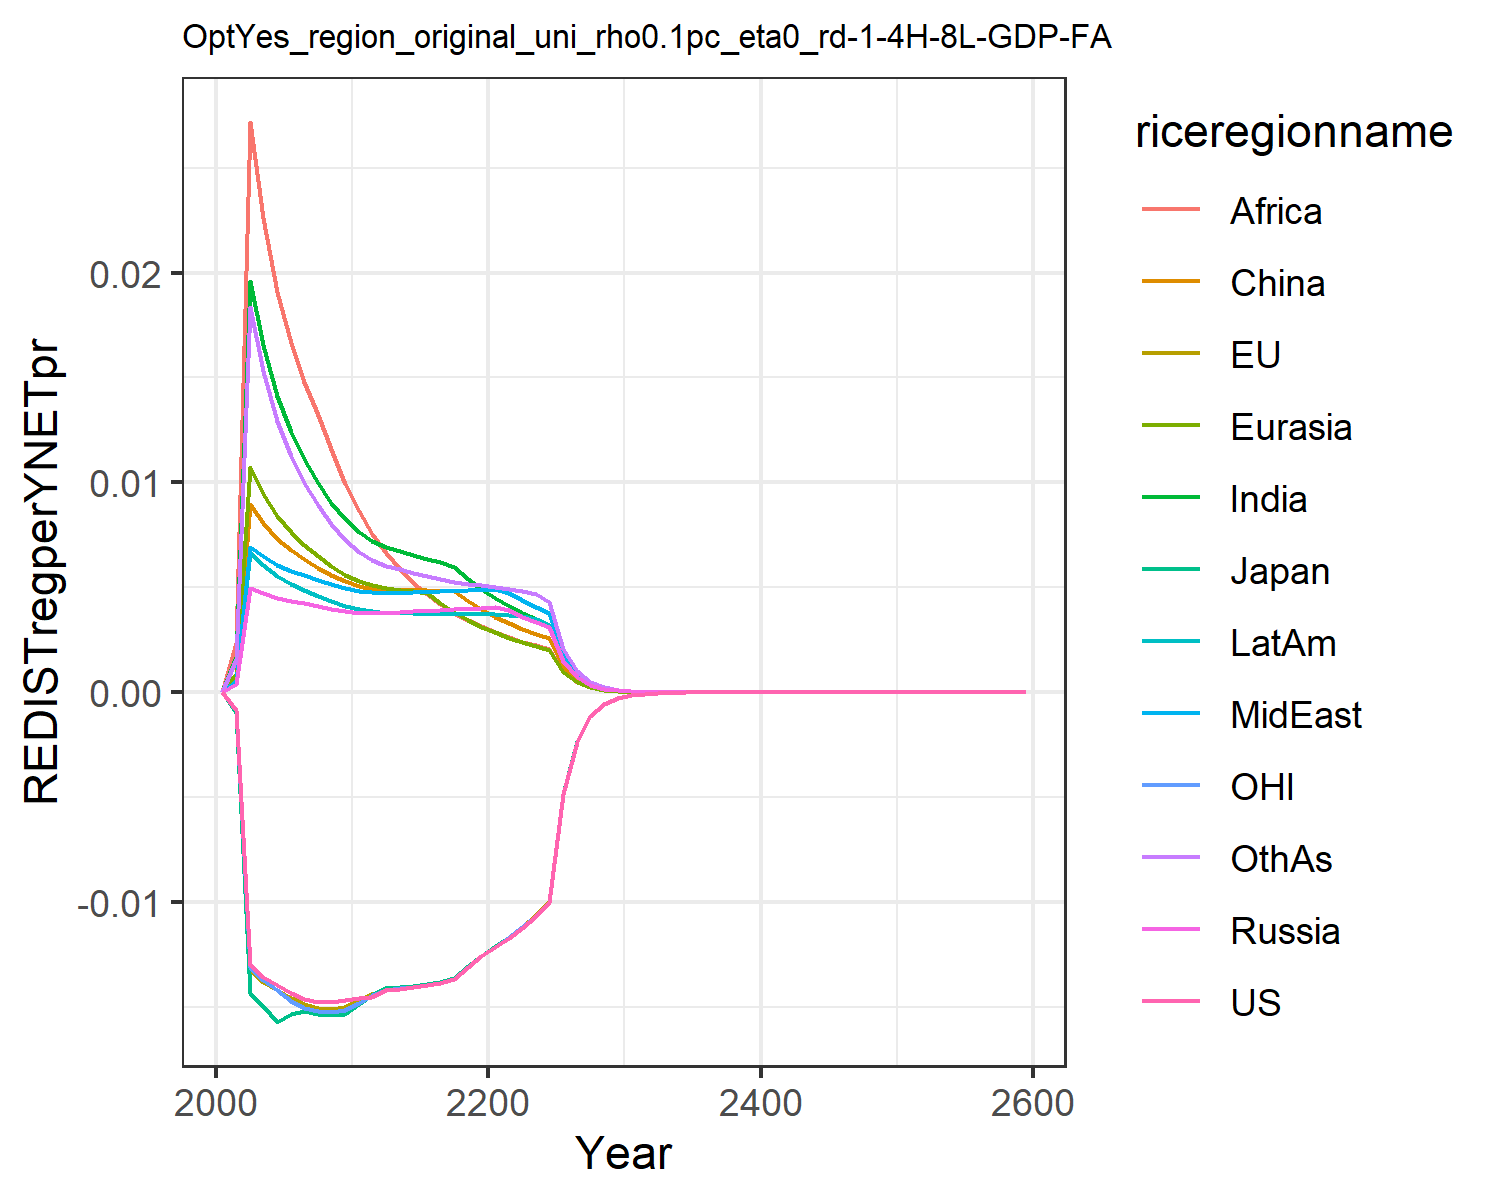 OptYes_region_original_uni_rho0.1pc_eta0_rd-1-4H-8L-GDP-FA
REDISTregperYNETpr
0.02
0.01
0.00
-0.01
2000
2200
2400
2600
Year
riceregionname
Africa
China
EU
Eurasia
India
Japan
LatAm
MidEast
OHI
OthAs
Russia
US